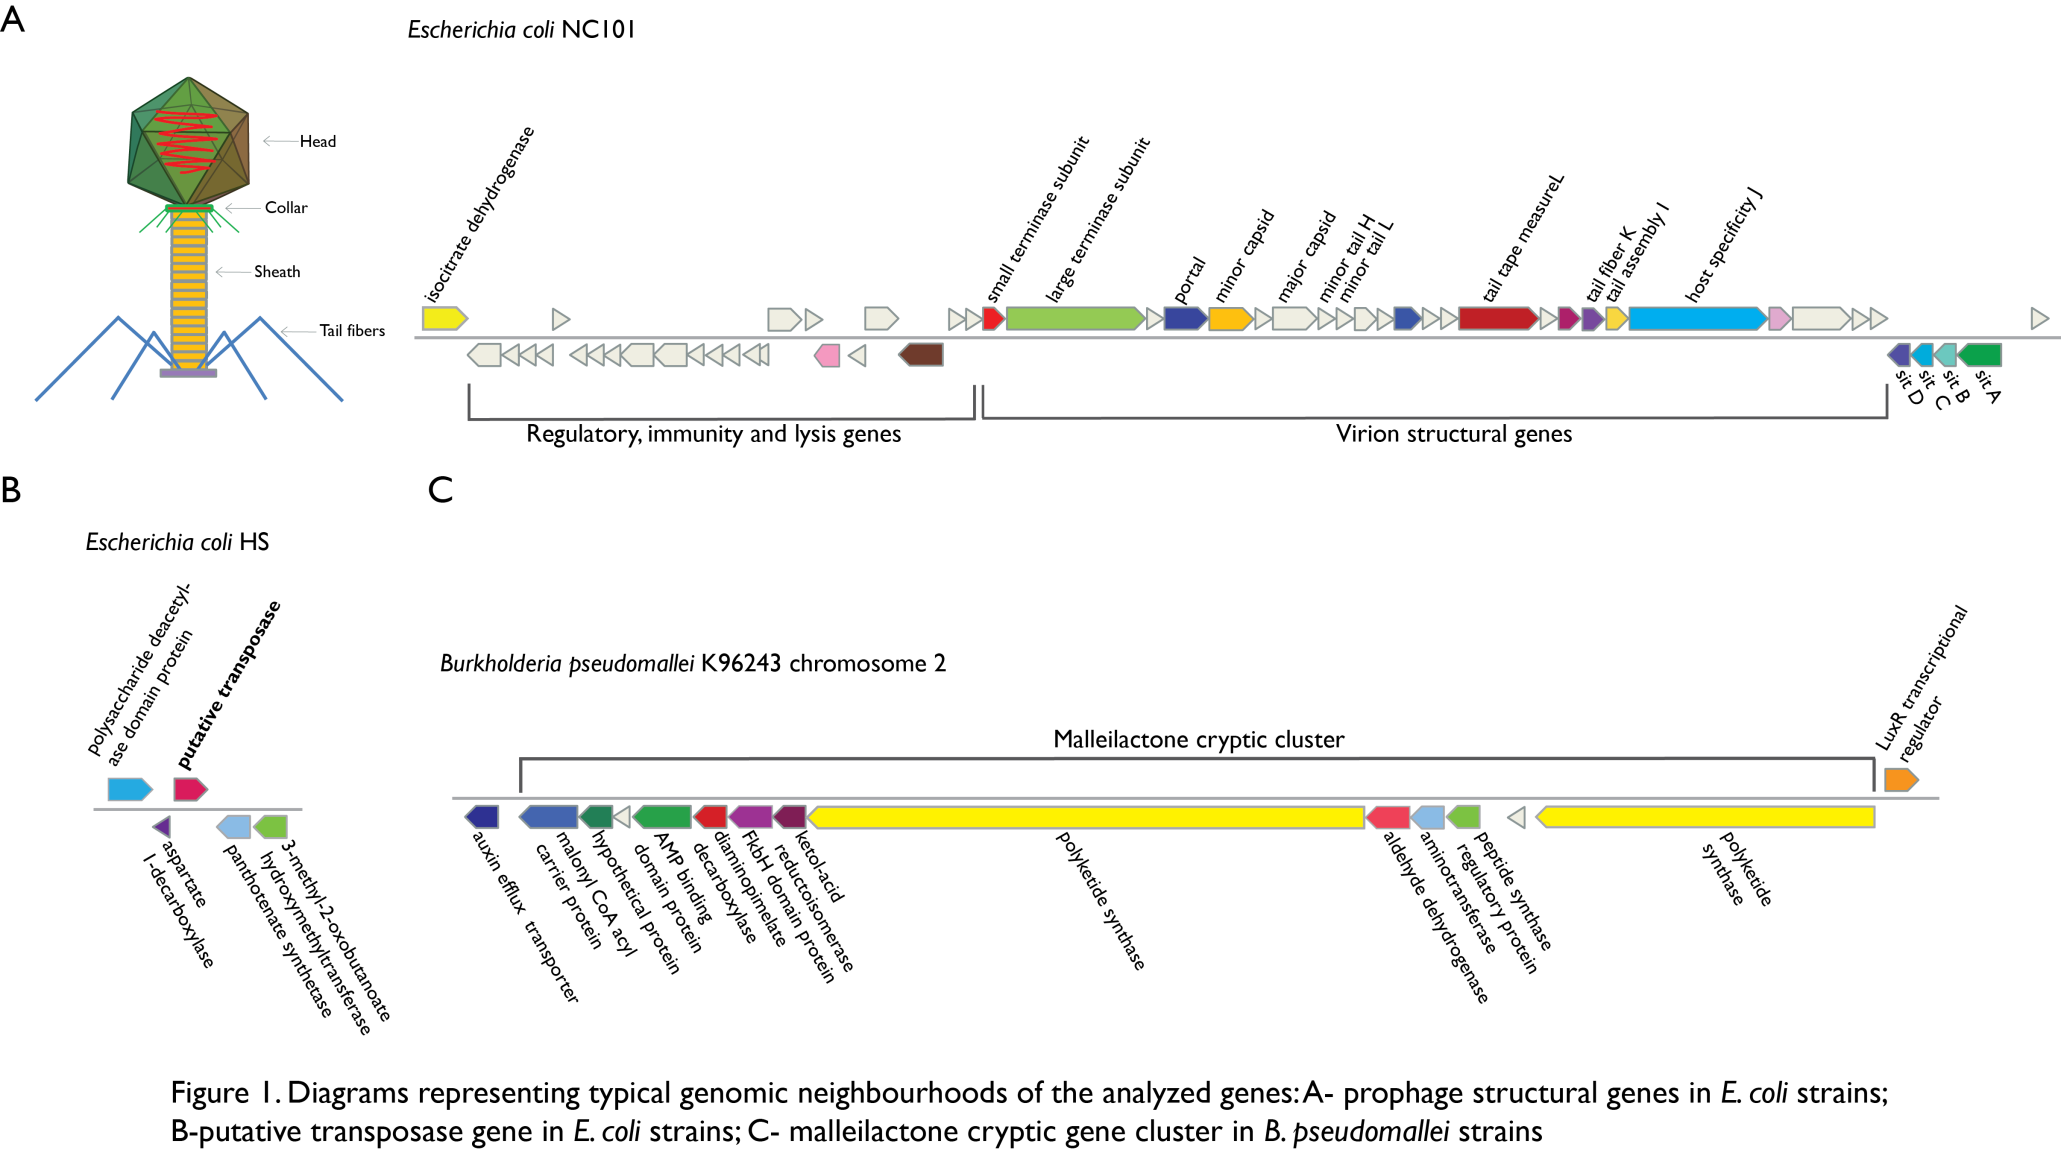 A
Escherichia coli NC101
Head
Collar
Sheath
Tail fibers
isocitrate dehydrogenase
small terminase subunit
large terminase subunit
portal
minor capsid
major capsid
minor tail H
minor tail L
tail tape measureL
tail fiber K
tail assembly I
host specificity J
sit D
sit C
sit B
sit A
Regulatory, immunity and lysis genes
Virion structural genes
B
Escherichia coli HS
polysaccharide deacetyl-
ase domain protein
putative transposase
aspartate
1-decarboxylase
panthotenate synthetase
3-methyl-2-oxobutanoate
hydroxymethyltransferase
C
Burkholderia pseudomallei K96243 chromosome 2
Malleilactone cryptic cluster
LuxR transcriptional
regulator
auxin efflux transporter
malonyl CoA acyl
carrier protein
hypothetical protein
AMP binding
domain protein
diaminopimelate
decarboxylase
FkbH domain protein
ketol-acid
reductoisomerase
polyketide synthase
aldehyde dehydrogenase
aminotransferase
peptide synthase
regulatory protein
polyketide
synthase
Figure 1. Diagrams representing typical genomic neighbourhoods of the analyzed genes: A- prophage structural genes in E. coli strains;
B-putative transposase gene in E. coli strains; C- malleilactone cryptic gene cluster in B. pseudomallei strains